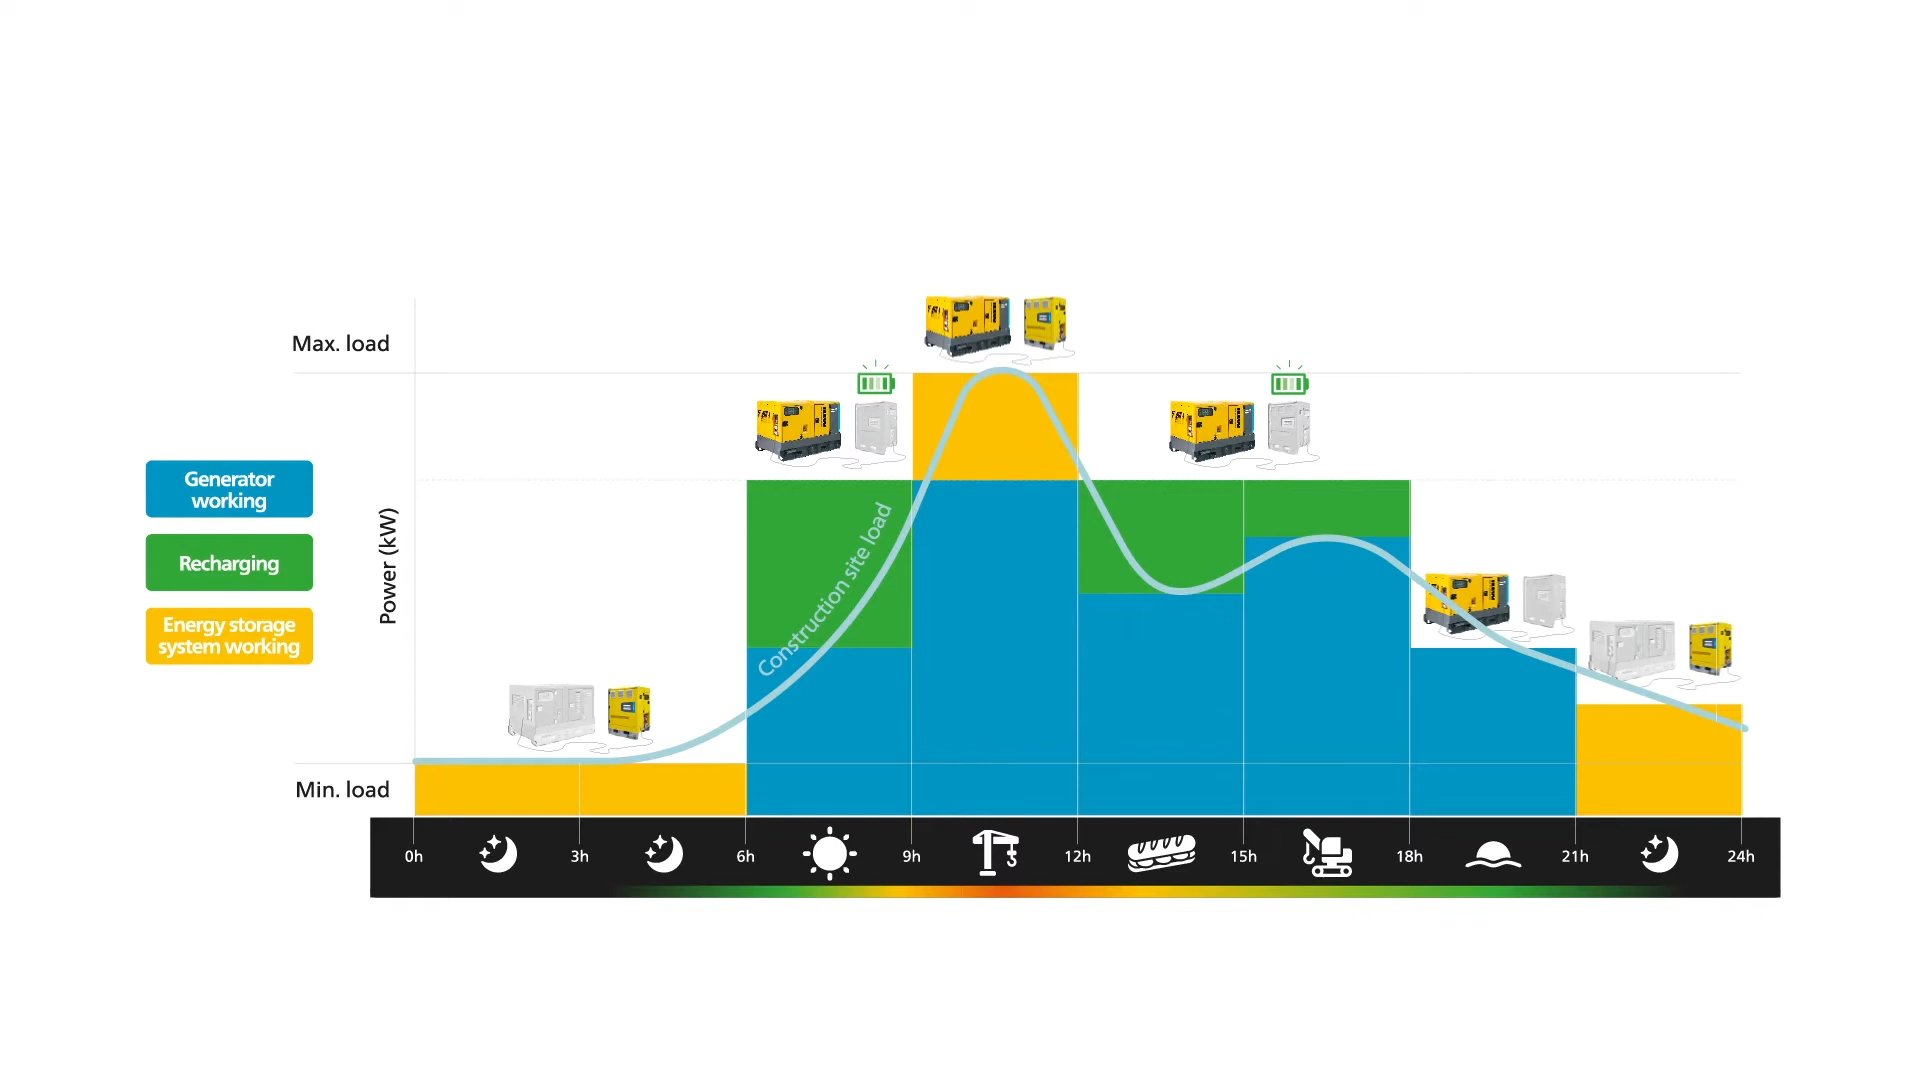 Max. load
Generator
working
Recharging
Energy storage
system working
Power (kW)
Construction site load
Min. load
0h
3h
6h
9h
12h
15h
18h
21h
24h